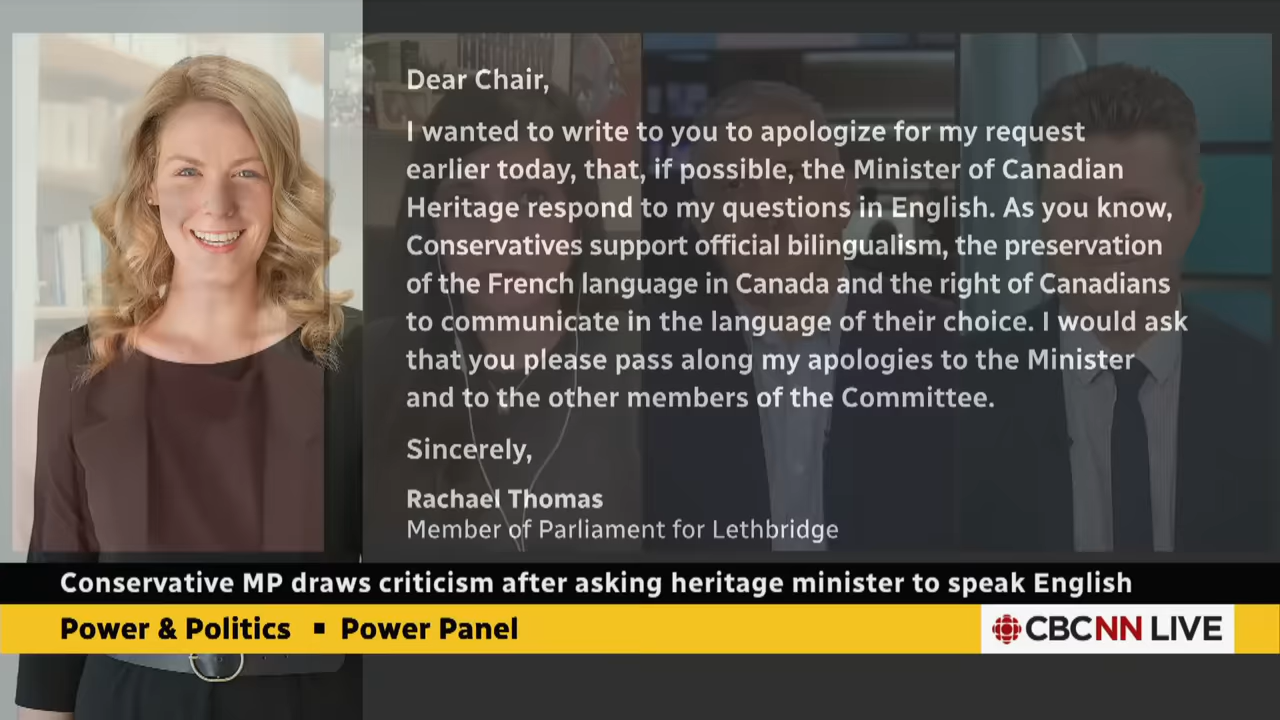 Dear Chair,
I wanted to write to you to apologize for my request
earlier today, that, if possible, the Minister of Canadian
Heritage respond to my questions in English. As you know,
Conservatives support official bilingualism, the preservation
of the French language in Canada and the right of Canadians
to communicate in the language of their choice. I would ask
that you please pass along my apologies to the Minister
and to the other members of the Committee.
Sincerely,
Rachael Thomas
Member of Parliament for Lethbridge
Conservative MP draws criticism after asking heritage minister to speak English
Power & Politics ▪ Power Panel
CBCNN LIVE